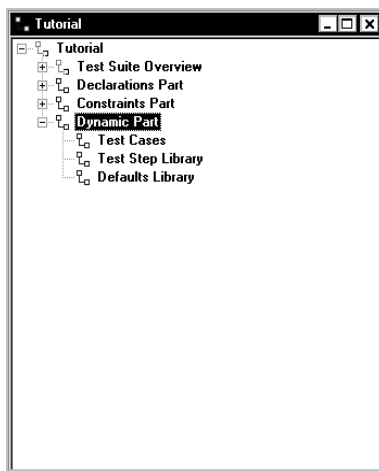 Tutorial
Tutorial
Test Suite Overview
Declarations Part
Constraints Part
Dynamic Part
Test Cases
Test Step Library
Defaults Library